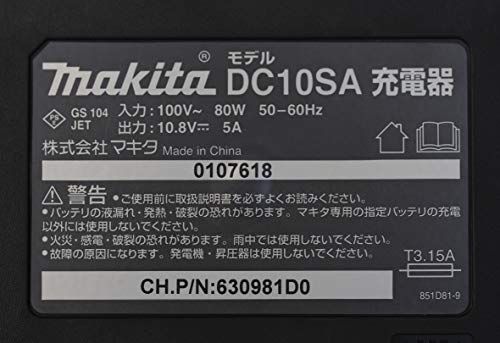 makita® モデル DC10SA 充電器
PS E GS 104 JET
入力:100V~ 80W 50-60Hz
出力:10.8V⎓ 5A
株式会社マキタ Made in China
0107618
⚠警告 ●ご使用前に取扱説明書を必ずよくお読みください。
●バッテリの液漏れ・発熱・破裂の恐れがあります。マキタ専用の指定バッテリの充電
以外には使用しないでください。
●火災・感電・破裂の恐れがあります。雨中では使用しないでください。
●故障の原因になります。発電機・昇圧器は使用しないでください。
T3.15A
CH.P/N:630981D0
851D81-9